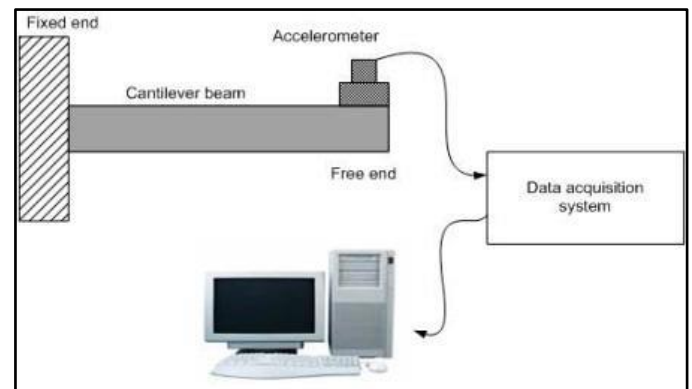 Fixed end
Accelerometer
Cantilever beam
Free end
Data acquisition
system